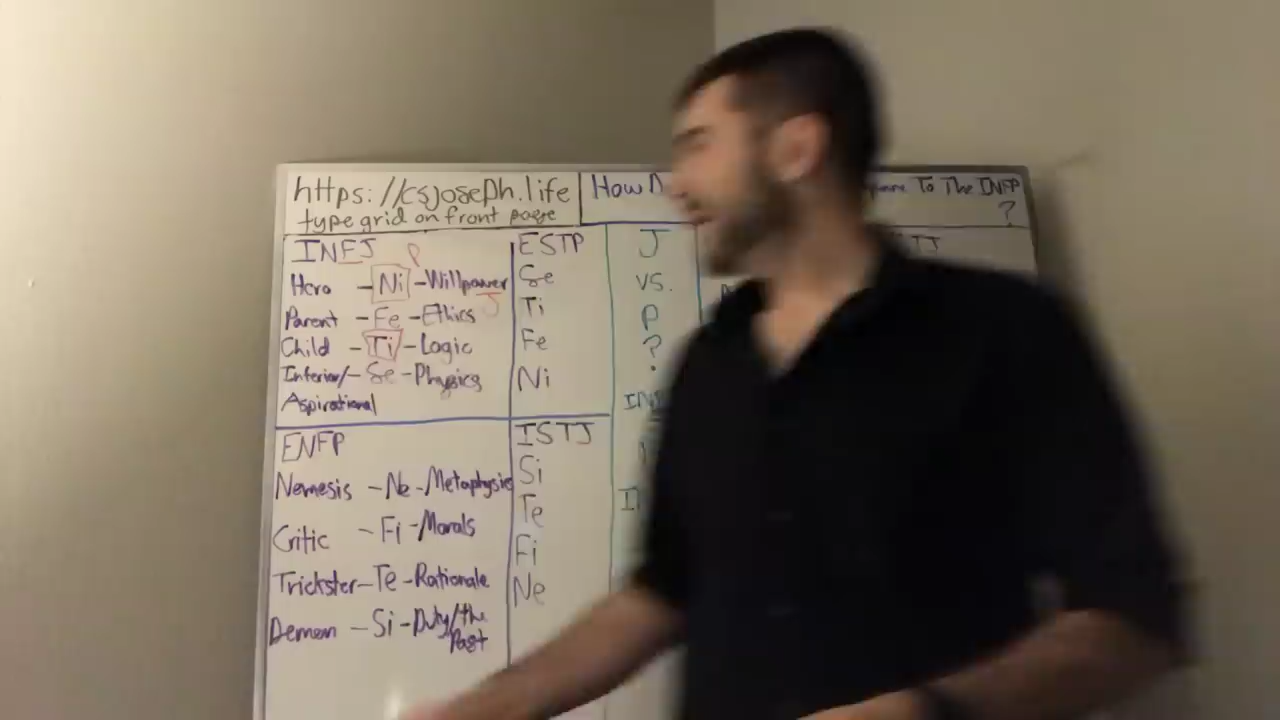 https://csjoseph.life
type grid on front page
How To The INFP
?
INFJ P
Hero - Ni - Willpower
J
Parent - Fe - Ethics
Child - Ti - Logic
Inferior/- Se - Physics
Aspirational
ESTP
Se
Ti
Fe
Ni
ENFP
Nemesis - Ne - Metaphysics
Critic - Fi - Morals
Trickster - Te - Rationale
Demon - Si - Duty/the
Past
ISTJ
Si
Te
Fi
Ne
J
vs.
P
?